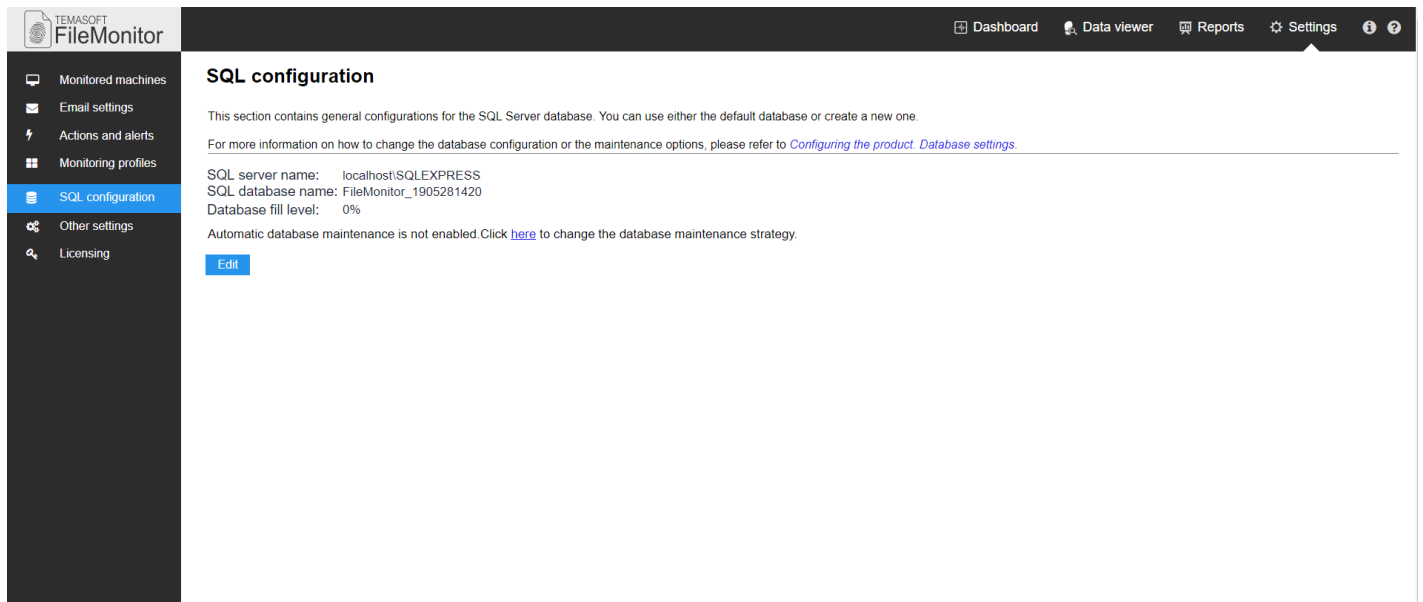 TEMASOFT
FileMonitor
Dashboard
Data viewer
Reports
Settings
Monitored machines
Email settings
Actions and alerts
Monitoring profiles
SQL configuration
Other settings
Licensing
SQL configuration
This section contains general configurations for the SQL Server database. You can use either the default database or create a new one.
For more information on how to change the database configuration or the maintenance options, please refer to Configuring the product. Database settings.
SQL server name: localhost\SQLEXPRESS
SQL database name: FileMonitor_1905281420
Database fill level: 0%
Automatic database maintenance is not enabled.Click here to change the database maintenance strategy.
Edit